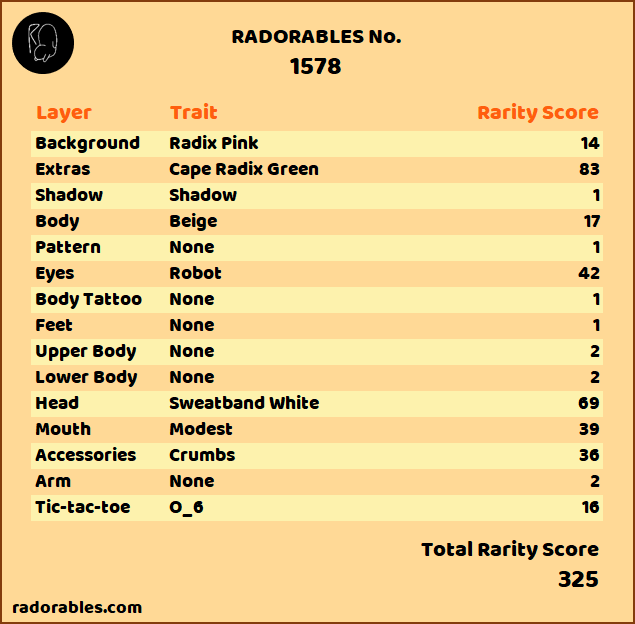 RADORABLES No.
1578
Layer Trait Rarity Score
Background Radix Pink 14
Extras Cape Radix Green 83
Shadow Shadow 1
Body Beige 17
Pattern None 1
Eyes Robot 42
Body Tattoo None 1
Feet None 1
Upper Body None 2
Lower Body None 2
Head Sweatband White 69
Mouth Modest 39
Accessories Crumbs 36
Arm None 2
Tic-tac-toe O_6 16
Total Rarity Score
325
radorables.com